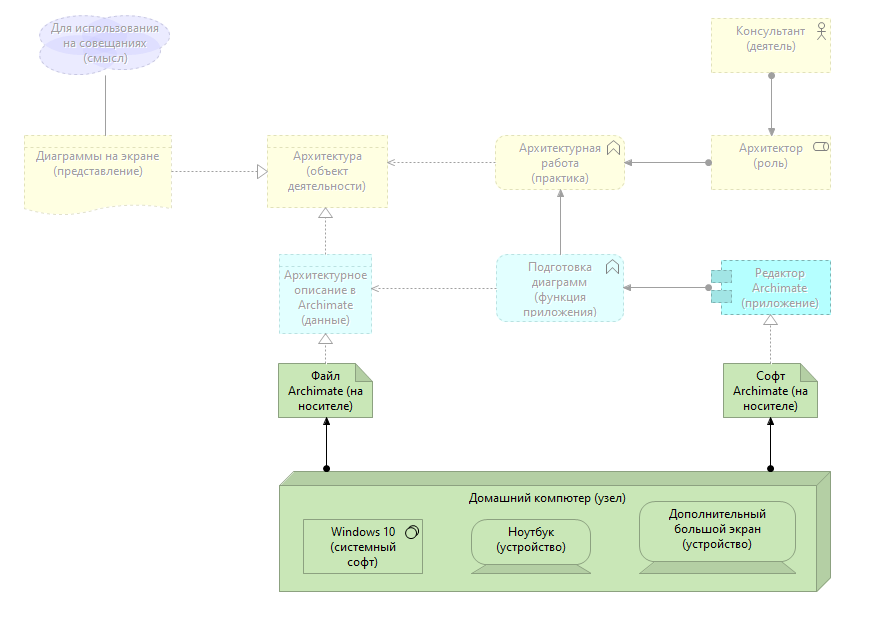 Для использования
на совещаниях
(смысл)
Консультант
(деятель)
Диаграммы на экране
(представление)
Архитектура
(объект
деятельности)
Архитектурная
работа
(практика)
Архитектор
(роль)
Архитектурное
описание в
Archimate
(данные)
Подготовка
диаграмм
(функция
приложения)
Редактор
Archimate
(приложение)
Файл
Archimate (на
носителе)
Софт
Archimate (на
носителе)
Домашний компютер (узел)
Windows 10
(системный
софт)
Ноутбук
(устройство)
Дополнительный
большой экран
(устройство)